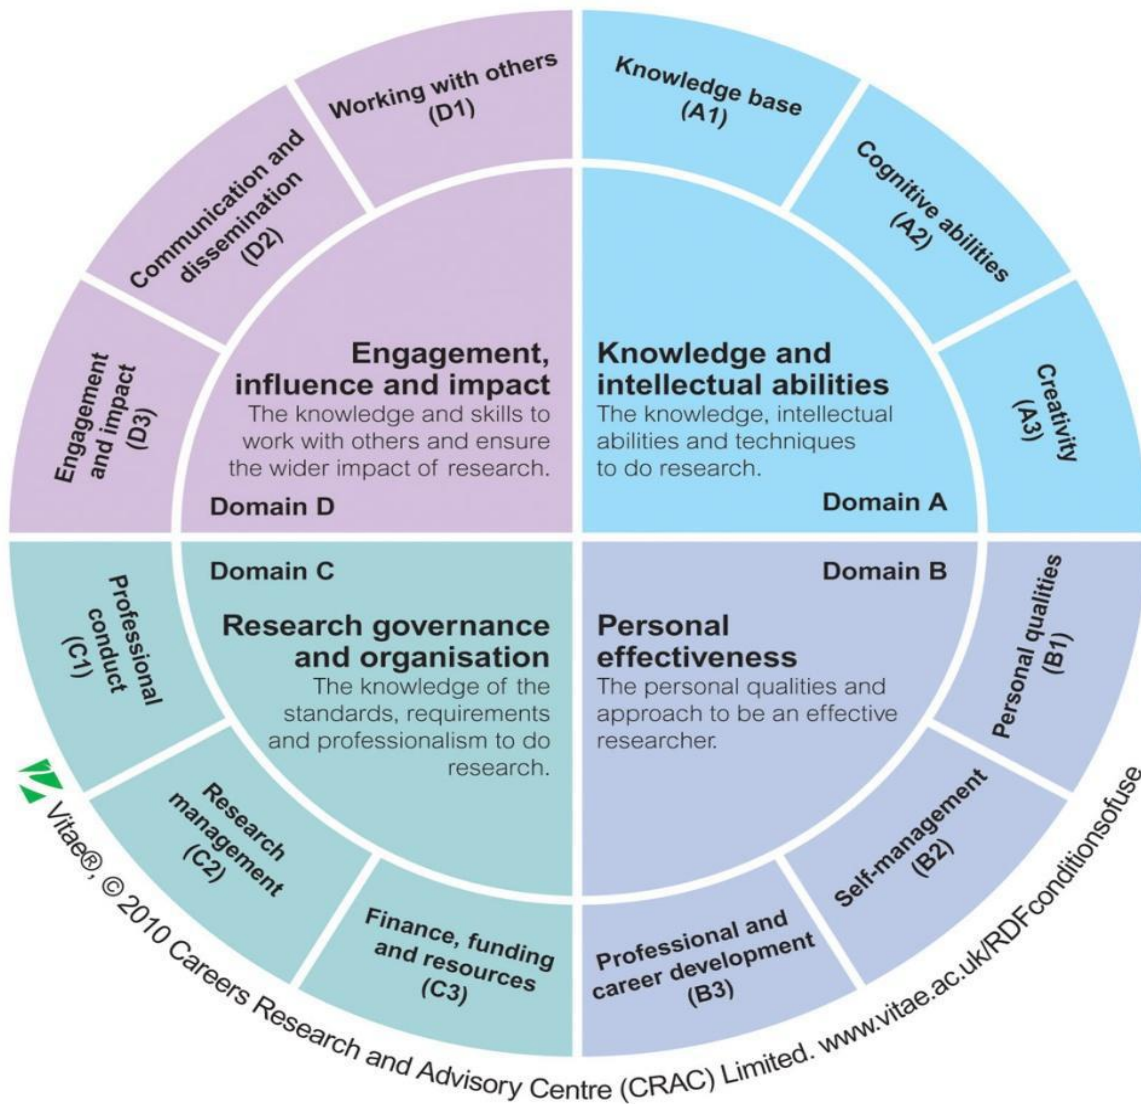 Working with others
(D1)
Knowledge base
(A1)
Communication and
dissemination
(D2)
Cognitive abilities
(A2)
Engagement
and impact
(D3)
Creativity
(A3)
Engagement,
influence and impact
The knowledge and skills to
work with others and ensure
the wider impact of research.
Domain D
Knowledge and
intellectual abilities
The knowledge, intellectual
abilities and techniques
to do research.
Domain A
Domain C
Research governance
and organisation
The knowledge of the
standards, requirements
and professionalism to do
research.
Domain B
Personal
effectiveness
The personal qualities and
approach to be an effective
researcher.
Professional
conduct
(C1)
Personal qualities
(B1)
Research
management
(C2)
Self-management
(B2)
Finance, funding
and resources
(C3)
Professional and
career development
(B3)
Vitae®, © 2010 Careers Research and Advisory Centre (CRAC) Limited. www.vitae.ac.uk/RDFconditionsofuse